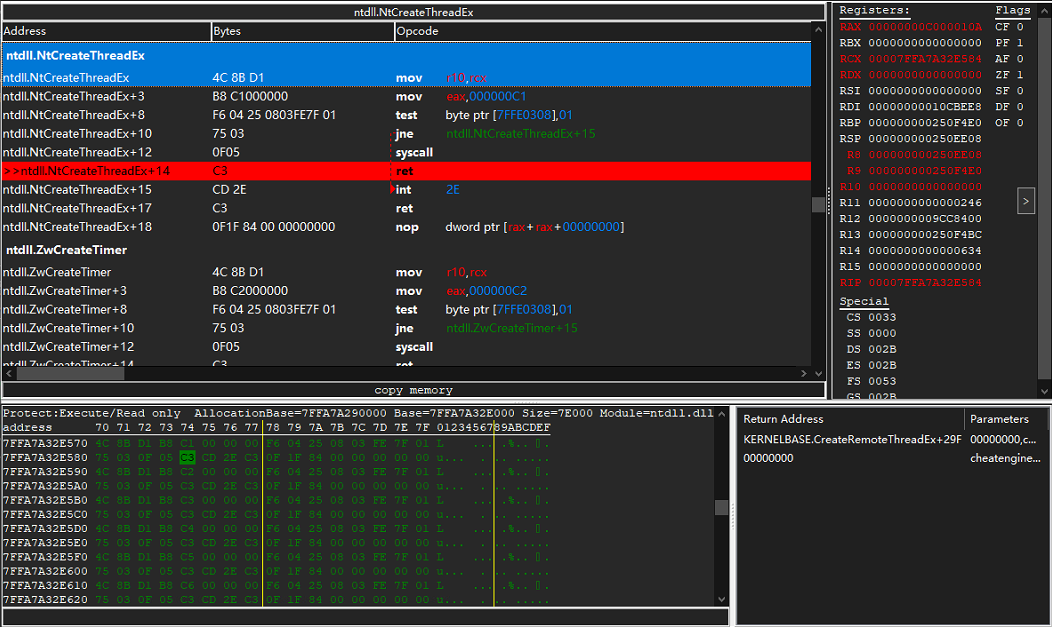 ntdll.NtCreateThreadEx
Address Bytes Opcode
ntdll.NtCreateThreadEx
ntdll.NtCreateThreadEx 4C 8B D1 mov r10,rcx
ntdll.NtCreateThreadEx+3 B8 C1000000 mov eax,000000C1
ntdll.NtCreateThreadEx+8 F6 04 25 0803FE7F 01 test byte ptr [7FFE0308],01
ntdll.NtCreateThreadEx+10 75 03 jne ntdll.NtCreateThreadEx+15
ntdll.NtCreateThreadEx+12 0F05 syscall
>>ntdll.NtCreateThreadEx+14 C3 ret
ntdll.NtCreateThreadEx+15 CD 2E int 2E
ntdll.NtCreateThreadEx+17 C3 ret
ntdll.NtCreateThreadEx+18 0F1F 84 00 00000000 nop dword ptr [rax+rax+00000000]
ntdll.ZwCreateTimer
ntdll.ZwCreateTimer 4C 8B D1 mov r10,rcx
ntdll.ZwCreateTimer+3 B8 C2000000 mov eax,000000C2
ntdll.ZwCreateTimer+8 F6 04 25 0803FE7F 01 test byte ptr [7FFE0308],01
ntdll.ZwCreateTimer+10 75 03 jne ntdll.ZwCreateTimer+15
ntdll.ZwCreateTimer+12 0F05 syscall
ntdll.ZwCreateTimer+14 C3 ret
copy memory
Registers: Flags
RAX 00000000C000010A CF 0
RBX 0000000000000000 PF 1
RCX 00007FFA7A32E584 AF 0
RDX 0000000000000000 ZF 1
RSI 0000000000000000 SF 0
RDI 0000000010CBEE08 DF 0
RBP 00000000250F4E0 OF 0
RSP 00000000250EE08
R8 00000000250EE08
R9 00000000250F4E0
R10 0000000000000000
R11 0000000000000246
R12 0000000009CC8400
R13 00000000250F4BC
R14 0000000000000634
R15 0000000000000000
RIP 00007FFA7A32E584
>
Special
CS 0033
SS 0000
DS 002B
ES 002B
FS 0053
GS 002B
Protect:Execute/Read only AllocationBase=7FFA7A290000 Base=7FFA7A32E000 Size=7E000 Module=ntdll.dll
address 70 71 72 73 74 75 76 77 78 79 7A 7B 7C 7D 7E 7F 0123456789ABCDEF
7FFA7A32E570 4C 8B D1 B8 C1 00 00 00 F6 04 25 08 03 FE 7F 01 L
7FFA7A32E580 75 03 0F 05 C3 CD 2E C3 0F 1F 84 00 00 00 00 00 u...
7FFA7A32E590 4C 8B D1 B8 C2 00 00 00 F6 04 25 08 03 FE 7F 01 L
7FFA7A32E5A0 75 03 0F 05 C3 CD 2E C3 0F 1F 84 00 00 00 00 00 u...
7FFA7A32E5B0 4C 8B D1 B8 C3 00 00 00 F6 04 25 08 03 FE 7F 01 L
7FFA7A32E5C0 75 03 0F 05 C3 CD 2E C3 0F 1F 84 00 00 00 00 00 u...
7FFA7A32E5D0 4C 8B D1 B8 C4 00 00 00 F6 04 25 08 03 FE 7F 01 L
7FFA7A32E5E0 75 03 0F 05 C3 CD 2E C3 0F 1F 84 00 00 00 00 00 u...
7FFA7A32E5F0 4C 8B D1 B8 C5 00 00 00 F6 04 25 08 03 FE 7F 01 L
7FFA7A32E600 75 03 0F 05 C3 CD 2E C3 0F 1F 84 00 00 00 00 00 u...
7FFA7A32E610 4C 8B D1 B8 C6 00 00 00 F6 04 25 08 03 FE 7F 01 L
7FFA7A32E620 75 03 0F 05 C3 CD 2E C3 0F 1F 84 00 00 00 00 00 u...
Return Address Parameters
KERNELBASE.CreateRemoteThreadEx+29F 00000000,c...
00000000 cheatengine...